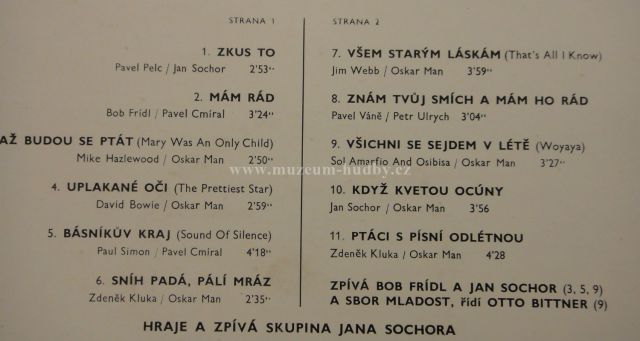 STRANA 1
1. ZKUS TO
Pavel Pelc / Jan Sochor 2'53"
2. MÁM RÁD
Bob Frídl / Pavel Cmíral 3'24"
AŽ BUDOU SE PTÁT (Mary Was An Only Child)
Mike Hazlewood / Oskar Man 2'50"
4. UPLAKANÉ OČI (The Prettiest Star)
David Bowie / Oskar Man 2'59"
5. BÁSNÍKŮV KRAJ (Sound Of Silence)
Paul Simon / Pavel Cmíral 4'18"
6. SNÍH PADÁ, PÁLÍ MRÁZ
Zdeněk Kluka / Oskar Man 2'35"
STRANA 2
7. VŠEM STARÝM LÁSKÁM (That's All I Know)
Jim Webb / Oskar Man 3'59"
8. ZNÁM TVŮJ SMÍCH A MÁM HO RÁD
Pavel Váně / Petr Ulrych 3'04"
9. VŠICHNI SE SEJDEM V LÉTĚ (Woyaya)
Sol Amarfio And Osibisa / Oskar Man 3'27"
10. KDYŽ KVETOU OCÚNY
Jan Sochor / Oskar Man 3'56
11. PTÁCI S PÍSNÍ ODLÉTNOU
Zdeněk Kluka / Oskar Man 4'28
ZPÍVÁ BOB FRÍDL A JAN SOCHOR (3, 5, 9)
A SBOR MLADOST, řídí OTTO BITTNER (9)
HRAJE A ZPÍVÁ SKUPINA JANA SOCHORA
www.muzeum-hudby.cz